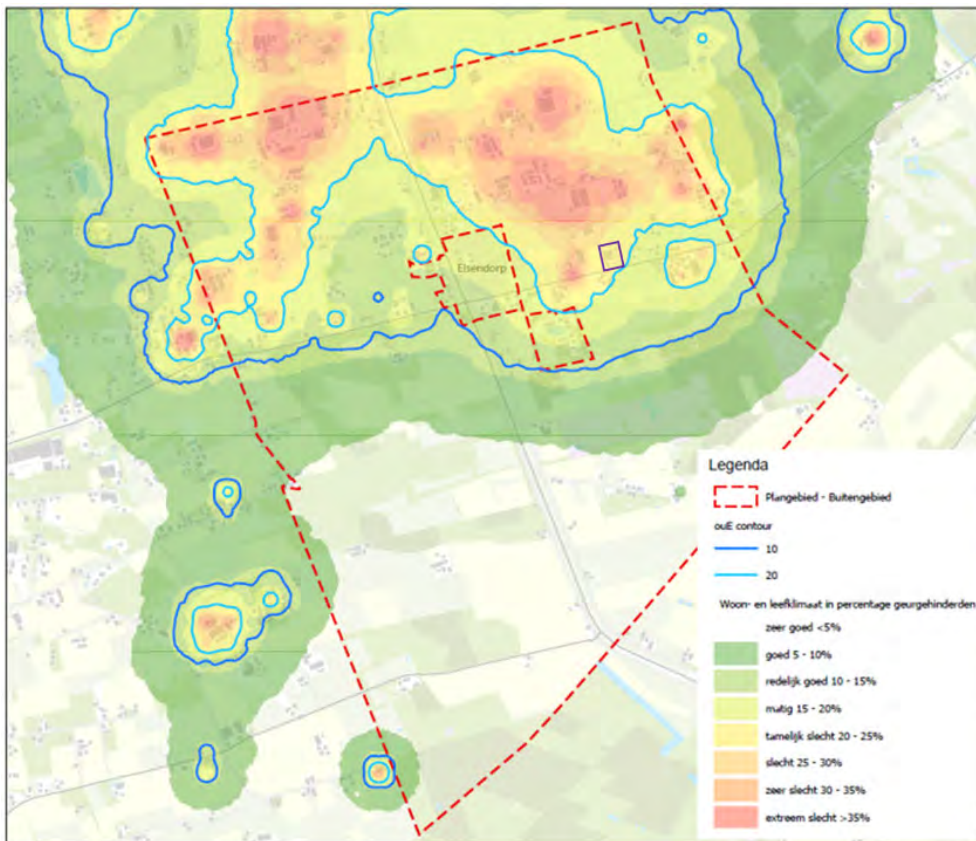 Elsendorp
Legenda
Plangebied - Buitengebied
ouE contour
10
20
Woon- en leefklimaat in percentage geurgehinderden
zeer goed <5%
goed 5 - 10%
redelijk goed 10 - 15%
matig 15 - 20%
tamelijk slecht 20 - 25%
slecht 25 - 30%
zeer slecht 30 - 35%
extreem slecht >35%